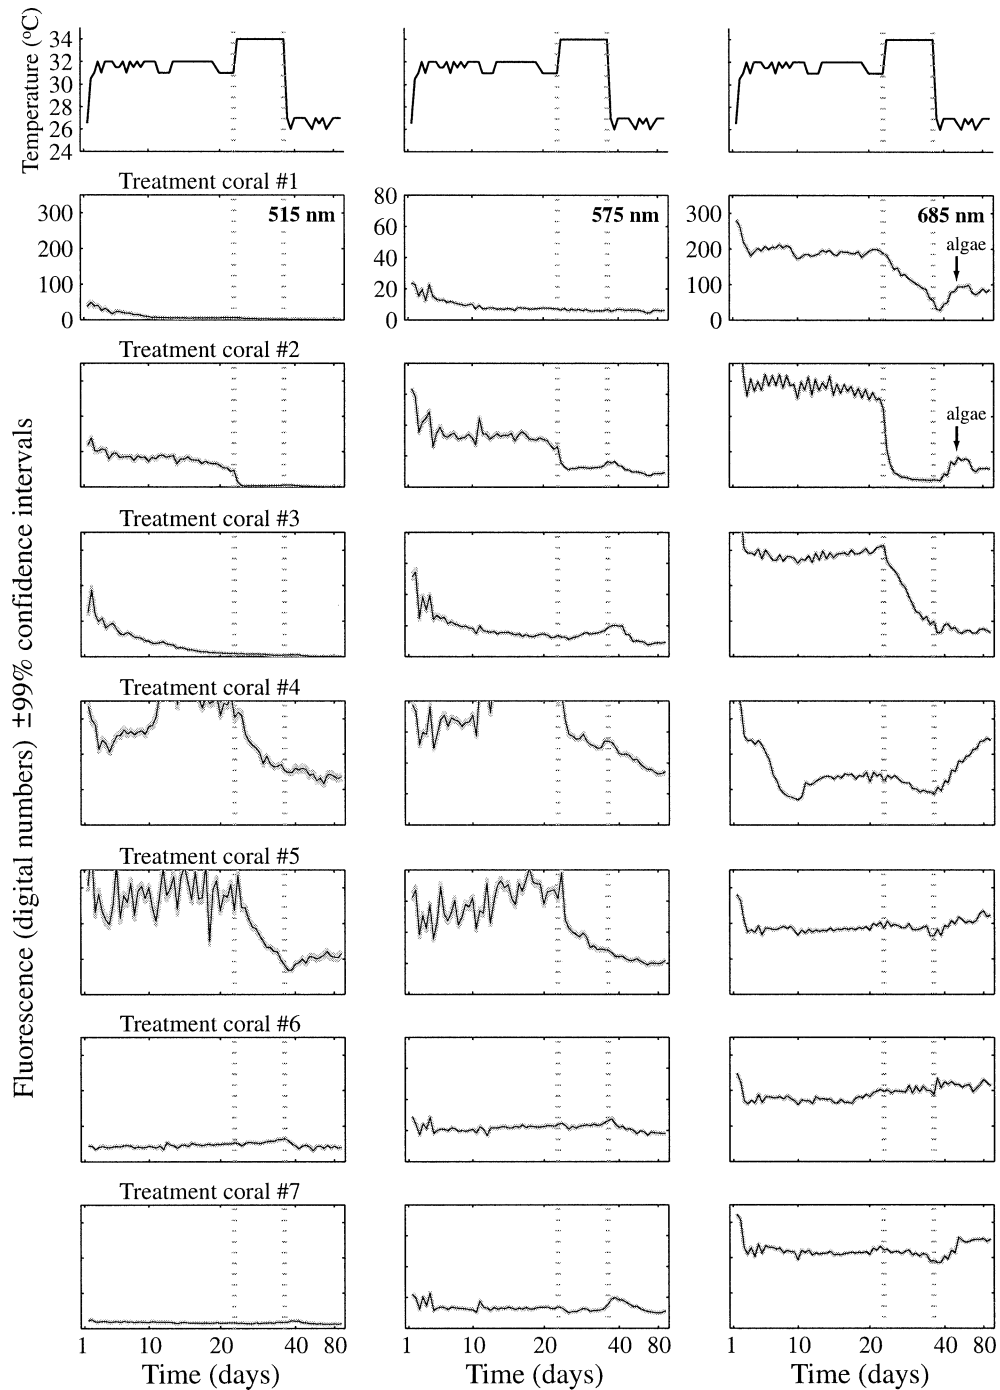 Temperature (°C)
34
32
30
28
26
24
Treatment coral #1
515 nm
575 nm
685 nm
300
200
100
0
80
60
40
20
0
300
200
100
0
algae
Treatment coral #2
algae
Treatment coral #3
Treatment coral #4
Treatment coral #5
Treatment coral #6
Treatment coral #7
Fluorescence (digital numbers) ±99% confidence intervals
1 10 20 40 80
1 10 20 40 80
1 10 20 40 80
Time (days)
Time (days)
Time (days)